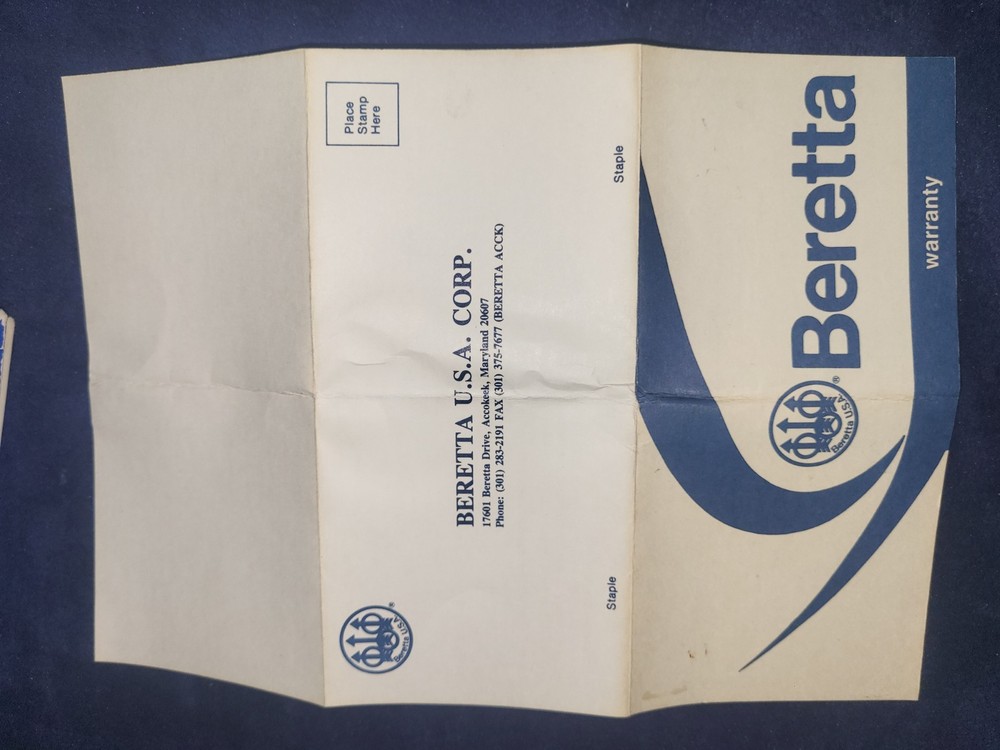 Place
Stamp
Here
BERETTA U.S.A. CORP.
17601 Beretta Drive, Accokeek, Maryland 20607
Phone: (301) 283-2191 FAX (301) 375-7677 (BERETTA ACCK)
Beretta USA
®
Staple
Staple
Beretta
Beretta USA
®
warranty